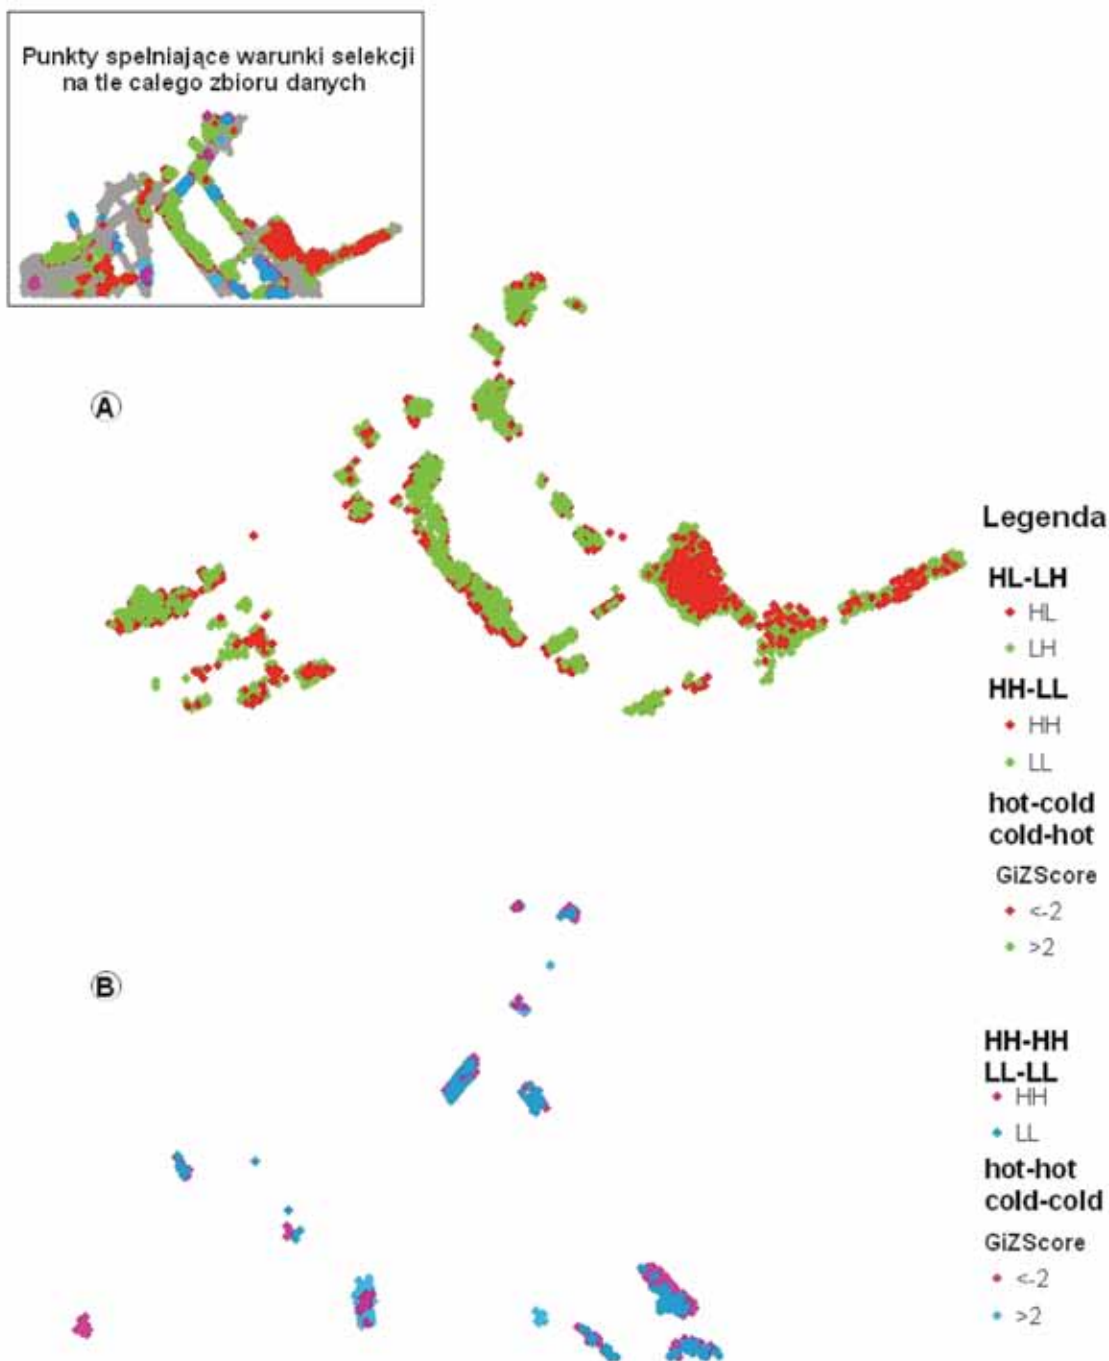 Punkty spełniające warunki selekcji
na tle calego zbioru danych
A
Legenda
HL-LH
HL
LH
HH-LL
HH
LL
hot-cold
cold-hot
GiZScore
<-2
>2
B
HH-HH
LL-LL
HH
LL
hot-hot
cold-cold
GiZScore
<-2
>2